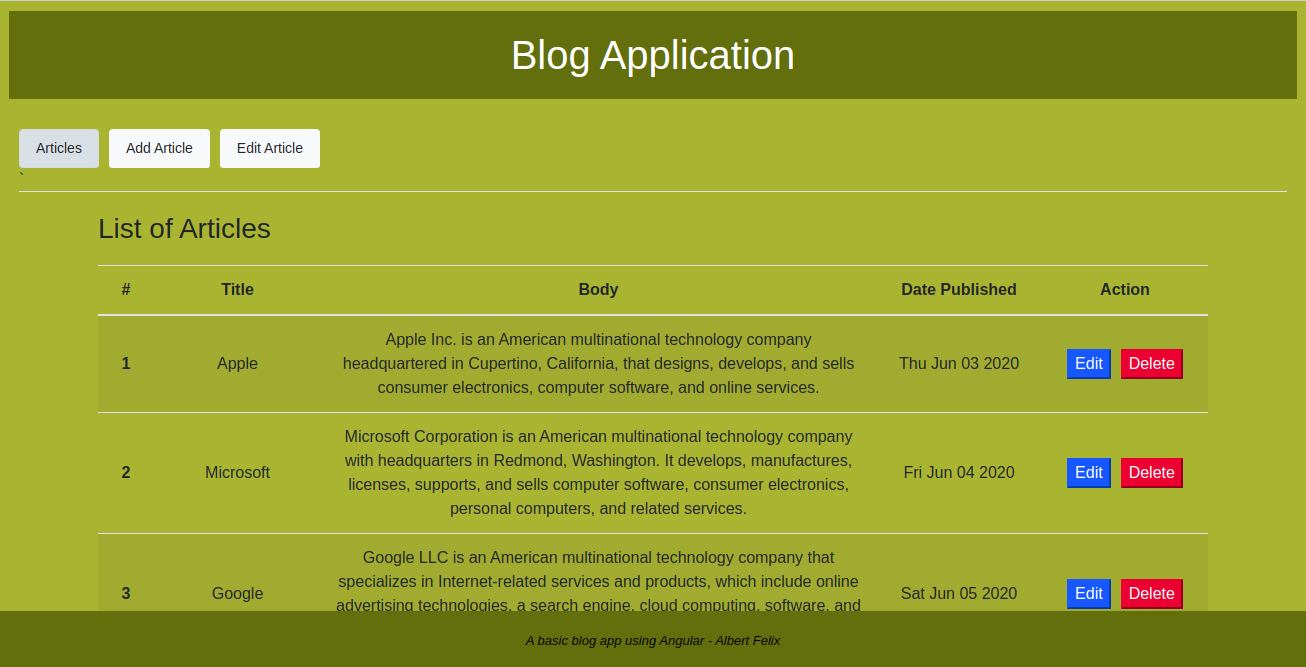 Blog Application
Articles Add Article Edit Article
`
List of Articles
# Title Body Date Published Action
1 Apple Apple Inc. is an American multinational technology company
headquartered in Cupertino, California, that designs, develops, and sells
consumer electronics, computer software, and online services. Thu Jun 03 2020 Edit Delete
2 Microsoft Microsoft Corporation is an American multinational technology company
with headquarters in Redmond, Washington. It develops, manufactures,
licenses, supports, and sells computer software, consumer electronics,
personal computers, and related services. Fri Jun 04 2020 Edit Delete
3 Google Google LLC is an American multinational technology company that
specializes in Internet-related services and products, which include online
advertising technologies, a search engine, cloud computing, software, and Sat Jun 05 2020 Edit Delete
A basic blog app using Angular - Albert Felix